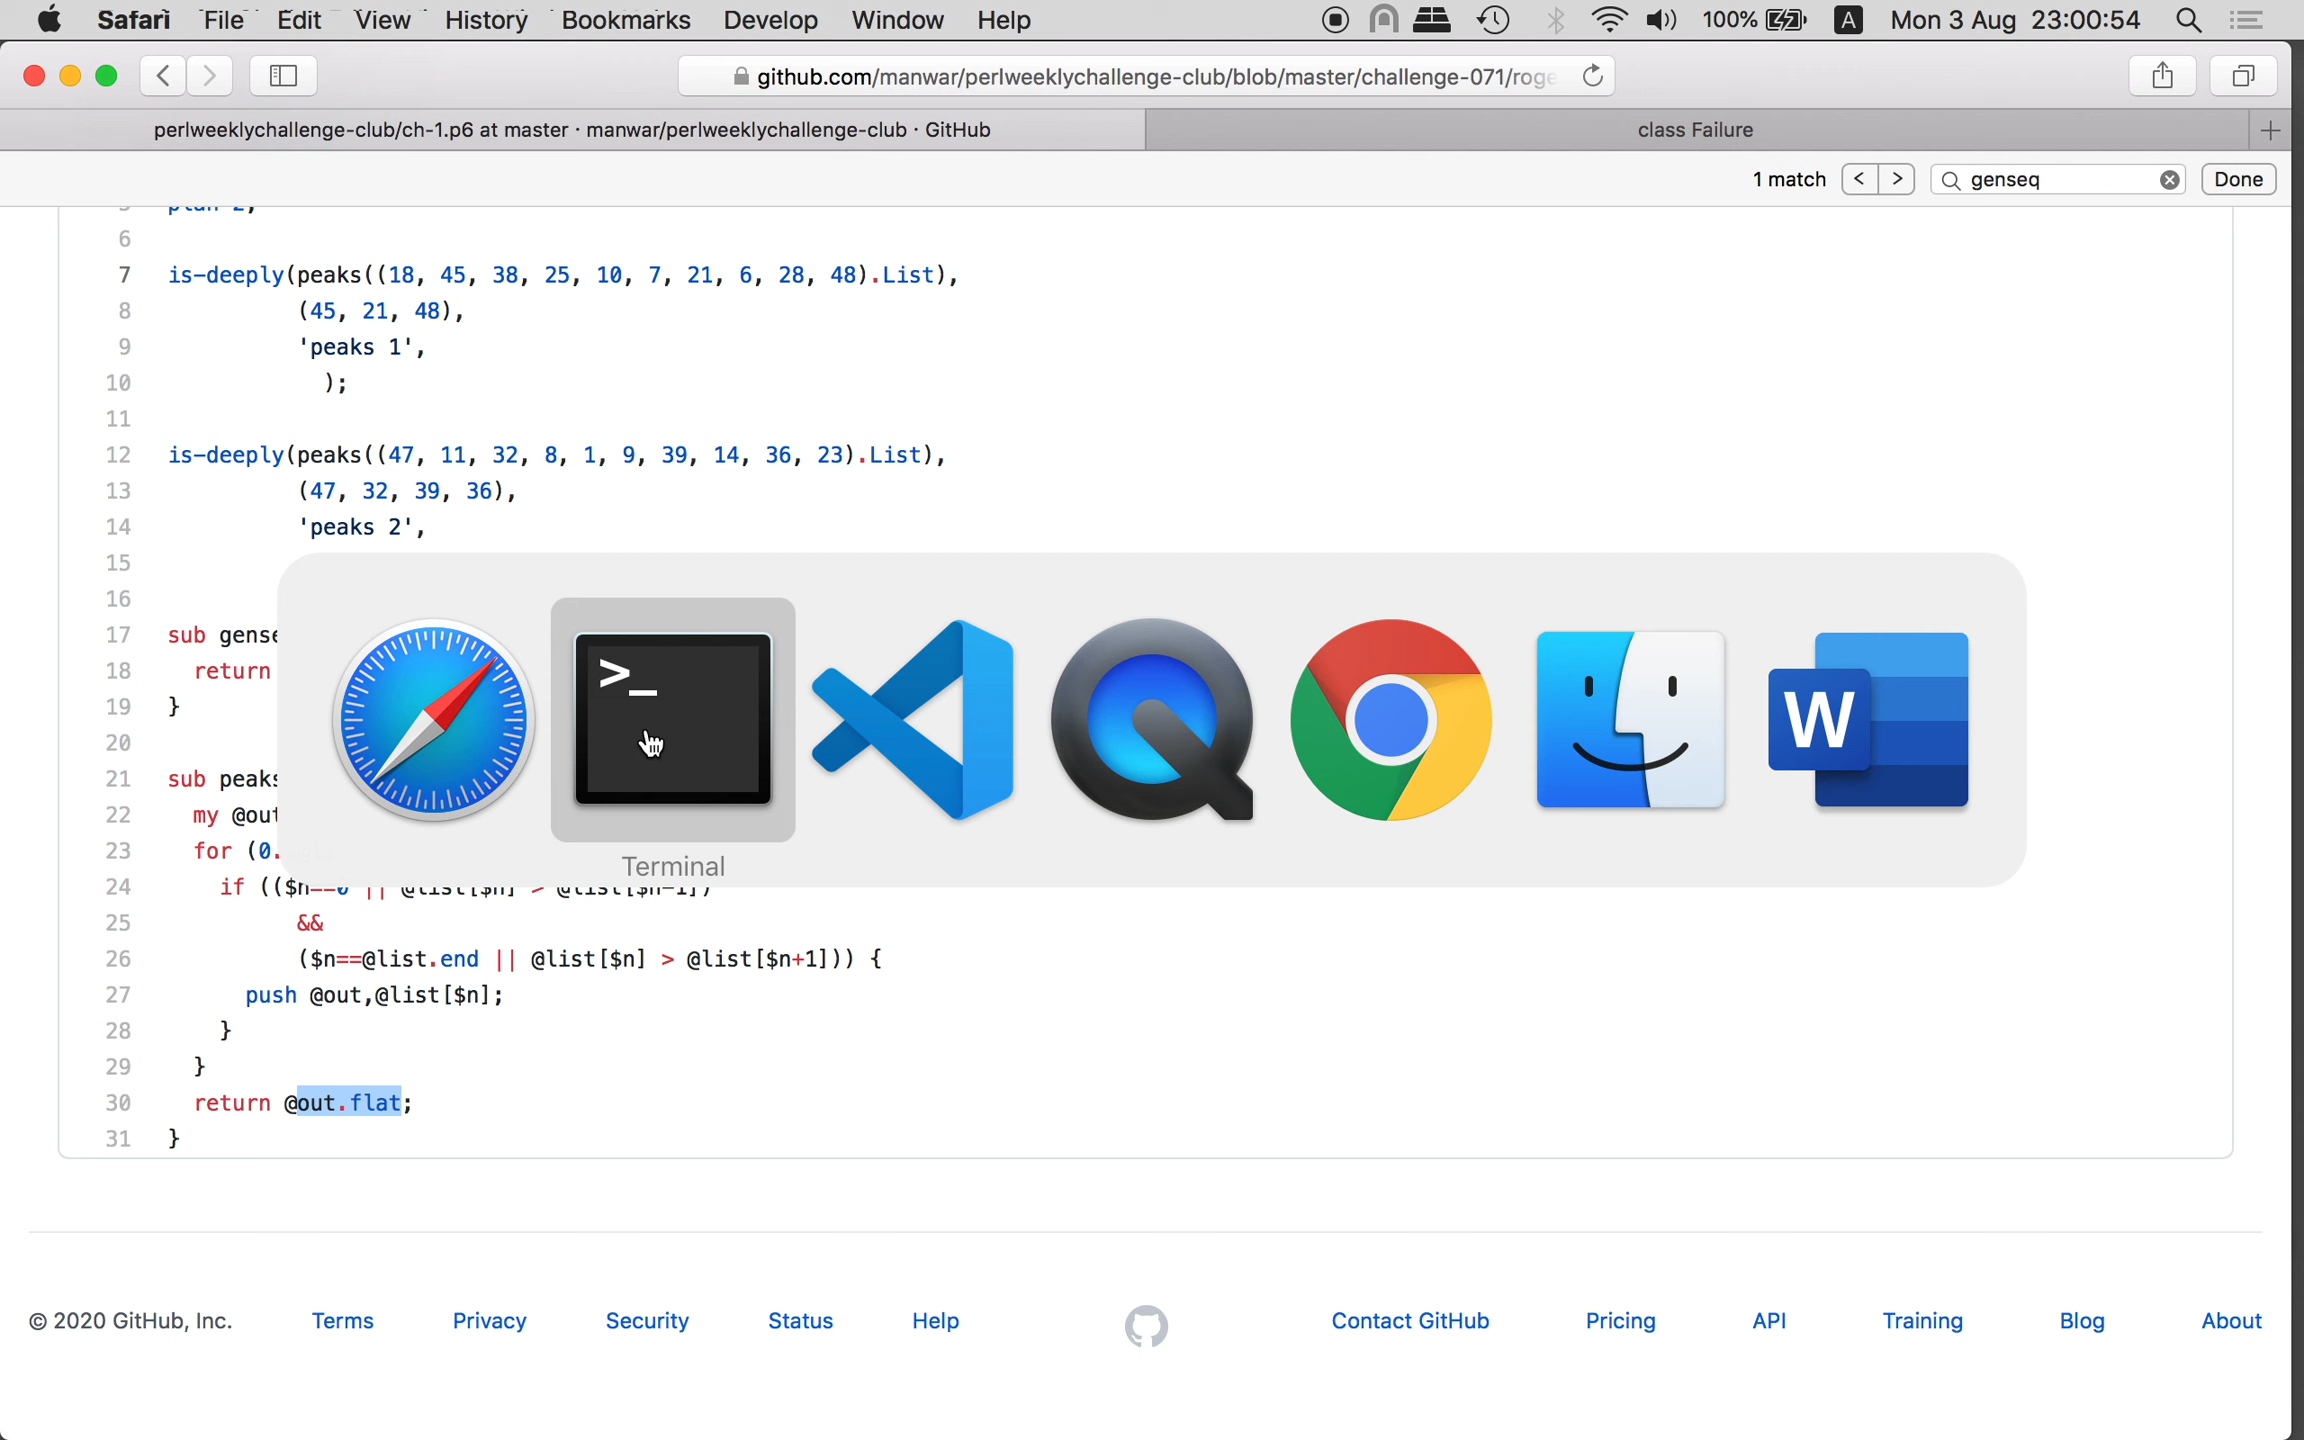 Safari File Edit View History Bookmarks Develop Window Help 100% A Mon 3 Aug 23:00:54
github.com/manwar/perlweeklychallenge-club/blob/master/challenge-071/roge
perlweeklychallenge-club/ch-1.p6 at master · manwar/perlweeklychallenge-club · GitHub
class Failure
1 match < > genseq Done
6
7 is-deeply(peaks((18, 45, 38, 25, 10, 7, 21, 6, 28, 48).List),
8 (45, 21, 48),
9 'peaks 1',
10 );
11
12 is-deeply(peaks((47, 11, 32, 8, 1, 9, 39, 14, 36, 23).List),
13 (47, 32, 39, 36),
14 'peaks 2',
15
16
17 sub gense
18 return
19 }
20
21 sub peaks
22 my @out
23 for (0.
24 if (($n==0 || @list[$n] > @list[$n-1])
25 &&
26 ($n==@list.end || @list[$n] > @list[$n+1])) {
27 push @out,@list[$n];
28 }
29 }
30 return @out.flat;
31 }
>_
W
Terminal
© 2020 GitHub, Inc. Terms Privacy Security Status Help Contact GitHub Pricing API Training Blog About